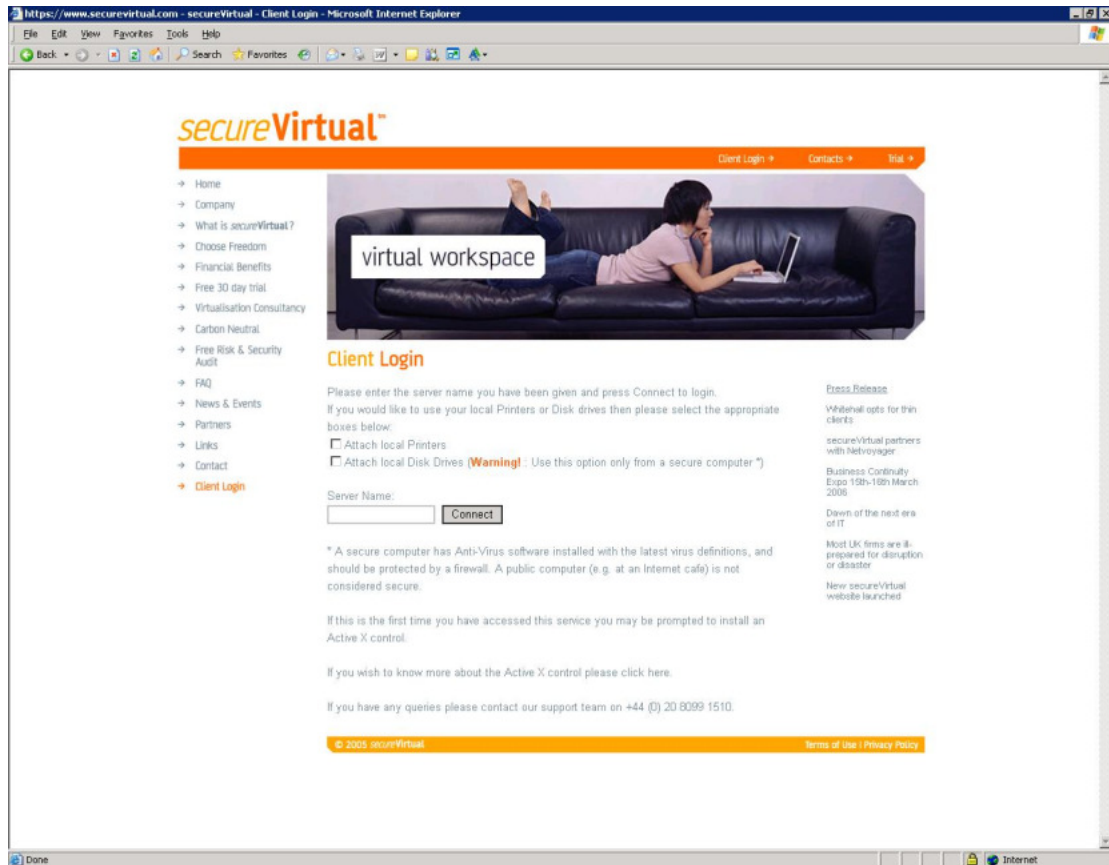 https://www.securevirtual.com - secureVirtual - Client Login - Microsoft Internet Explorer
File Edit View Favorites Tools Help
Back Search Favorites
secureVirtual™
Client Login → Contacts → Trial →
→ Home
→ Company
→ What is secureVirtual?
→ Choose Freedom
→ Financial Benefits
→ Free 30 day trial
→ Virtualisation Consultancy
→ Carbon Neutral
→ Free Risk & Security
Audit
→ FAQ
→ News & Events
→ Partners
→ Links
→ Contact
→ Client Login
virtual workspace
Client Login
Please enter the server name you have been given and press Connect to login.
If you would like to use your local Printers or Disk drives then please select the appropriate
boxes below:
Attach local Printers
Attach local Disk Drives (Warning! : Use this option only from a secure computer *)
Server Name:
Connect
* A secure computer has Anti-Virus software installed with the latest virus definitions, and
should be protected by a firewall. A public computer (e.g. at an Internet cafe) is not
considered secure.
If this is the first time you have accessed this service you may be prompted to install an
Active X control.
If you wish to know more about the Active X control please click here.
If you have any queries please contact our support team on +44 (0) 20 8099 1510.
Press Release
Whitehall opts for thin
clients
secureVirtual partners
with Netvoyager
Business Continuity
Expo 15th-16th March
2006
Dawn of the next era
of IT
Most UK firms are ill-
prepared for disruption
or disaster
New secureVirtual
website launched
© 2005 secureVirtual
Terms of Use | Privacy Policy
Done
Internet